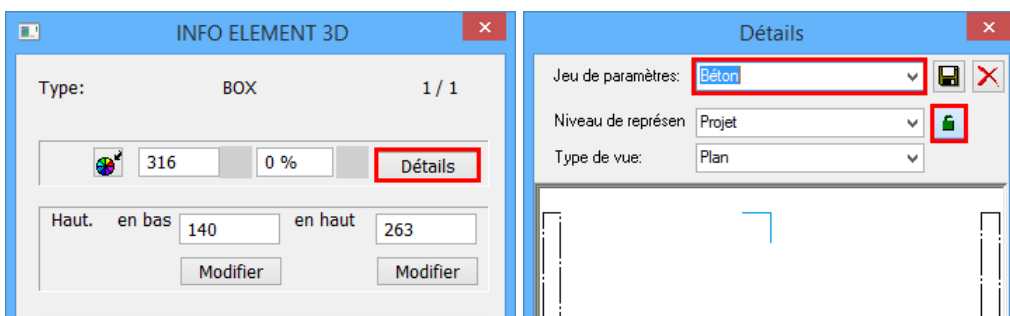 INFO ELEMENT 3D
Type: BOX 1 / 1
316 0 % Détails
Haut. en bas 140 en haut 263
Modifier Modifier
Détails
Jeu de paramètres: Béton
Niveau de représen Projet
Type de vue: Plan